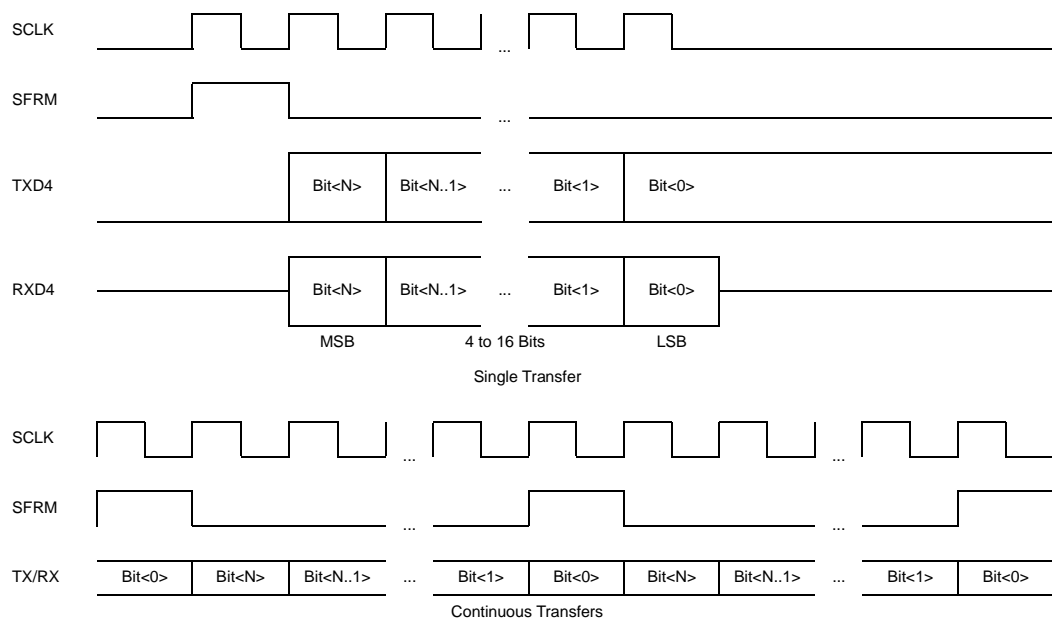 SCLK
...
SFRM
...
TXD4 Bit<N> Bit<N..1> ... Bit<1> Bit<0>
RXD4 Bit<N> Bit<N..1> ... Bit<1> Bit<0>
MSB 4 to 16 Bits LSB
Single Transfer
SCLK
... ...
SFRM
... ...
TX/RX Bit<0> Bit<N> Bit<N..1> ... Bit<1> Bit<0> Bit<N> Bit<N..1> ... Bit<1> Bit<0>
Continuous Transfers